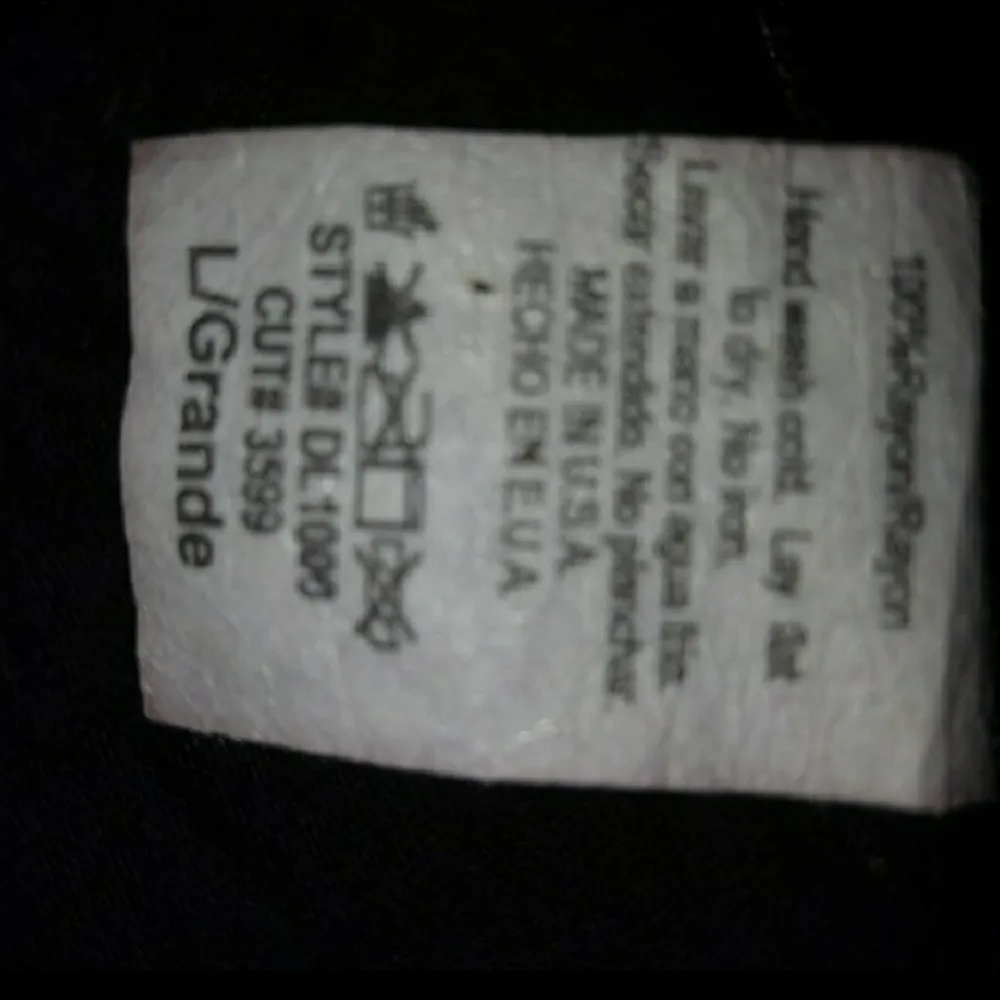 100%Rayon/Rayon
Hand wash cold. Lay flat
to dry. No iron.
Lavar a mano con agua fria.
Secar extendido. No planchar
MADE IN U.S.A.
HECHO EN E.U.A
STYLE# DL1000
CUT# 3599
L/Grande